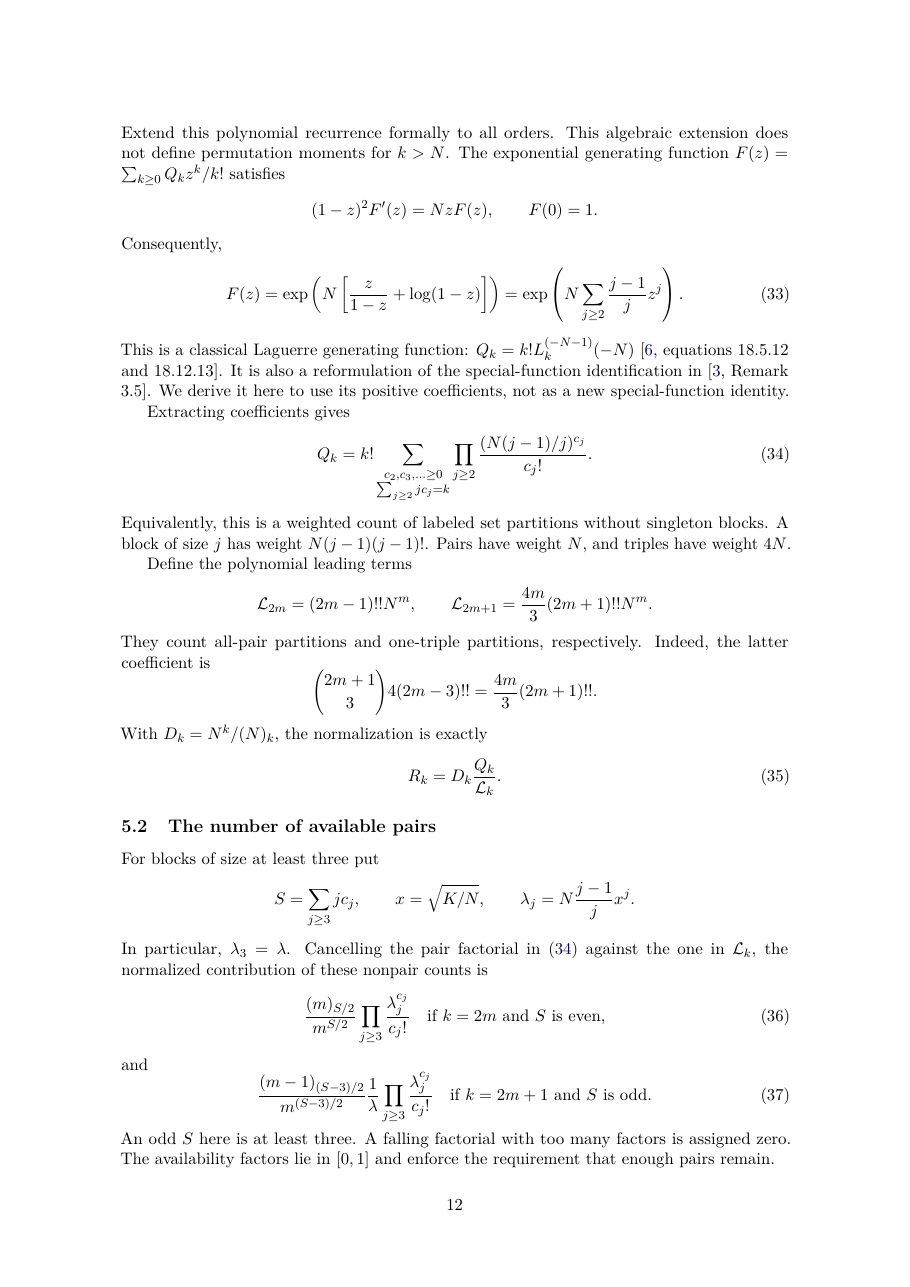 Extend this polynomial recurrence formally to all orders. This algebraic extension does
not define permutation moments for k > N. The exponential generating function F(z) =
∑_{k≥0} Q_k z^k/k! satisfies
(1 − z)²F′(z) = NzF(z),  F(0) = 1.
Consequently,
F(z) = exp(N[z/(1 − z) + log(1 − z)]) = exp(N ∑_{j≥2} (j − 1)/j z^j).  (33)
This is a classical Laguerre generating function: Q_k = k!L_k^{(−N−1)}(−N) [6, equations 18.5.12
and 18.12.13]. It is also a reformulation of the special-function identification in [3, Remark
3.5]. We derive it here to use its positive coefficients, not as a new special-function identity.
Extracting coefficients gives
Q_k = k! ∑_{c_2,c_3,...≥0, ∑_{j≥2} jc_j=k} ∏_{j≥2} (N(j − 1)/j)^{c_j}/c_j!.  (34)
Equivalently, this is a weighted count of labeled set partitions without singleton blocks. A
block of size j has weight N(j − 1)(j − 1)!. Pairs have weight N, and triples have weight 4N.
Define the polynomial leading terms
ℒ_{2m} = (2m − 1)!!N^m,  ℒ_{2m+1} = 4m/3 (2m + 1)!!N^m.
They count all-pair partitions and one-triple partitions, respectively. Indeed, the latter
coefficient is
(2m + 1 choose 3)4(2m − 3)!! = 4m/3 (2m + 1)!!.
With D_k = N^k/(N)_k, the normalization is exactly
R_k = D_k Q_k/ℒ_k.  (35)
5.2 The number of available pairs
For blocks of size at least three put
S = ∑_{j≥3} jc_j,  x = √(K/N),  λ_j = N (j − 1)/j x^j.
In particular, λ_3 = λ. Cancelling the pair factorial in (34) against the one in ℒ_k, the
normalized contribution of these nonpair counts is
(m)_{S/2}/m^{S/2} ∏_{j≥3} λ_j^{c_j}/c_j!  if k = 2m and S is even,  (36)
and
(m − 1)_{(S−3)/2}/m^{(S−3)/2} 1/λ ∏_{j≥3} λ_j^{c_j}/c_j!  if k = 2m + 1 and S is odd.  (37)
An odd S here is at least three. A falling factorial with too many factors is assigned zero.
The availability factors lie in [0, 1] and enforce the requirement that enough pairs remain.
12